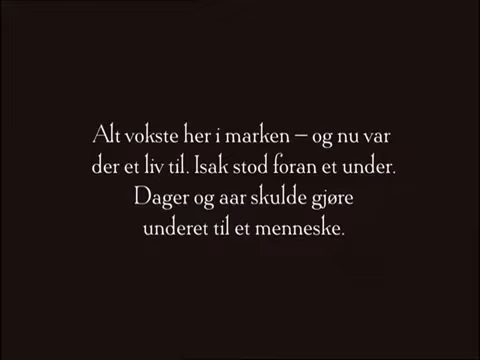 Alt vokste her i marken – og nu var
der et liv til. Isak stod foran et under.
Dager og aar skulde gjøre
underet til et menneske.